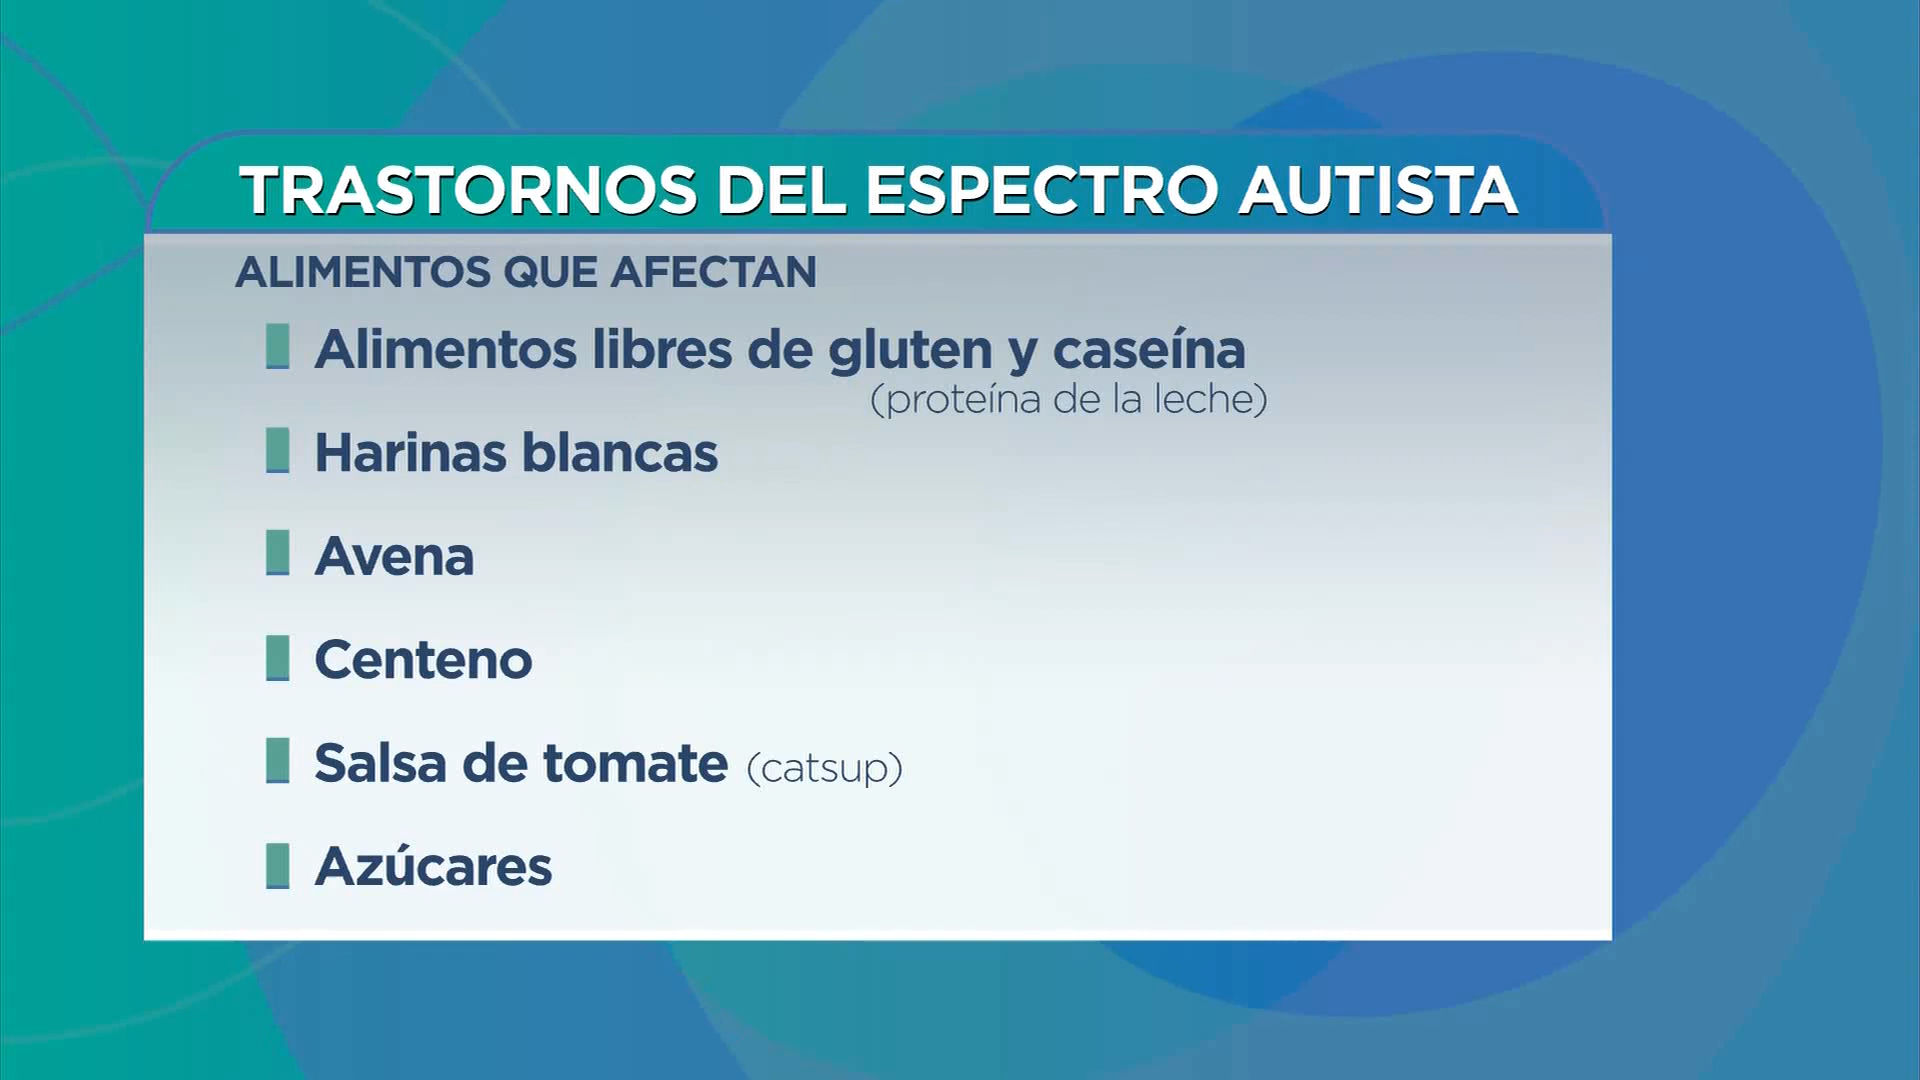 TRASTORNOS DEL ESPECTRO AUTISTA
ALIMENTOS QUE AFECTAN
Alimentos libres de gluten y caseína
(proteína de la leche)
Harinas blancas
Avena
Centeno
Salsa de tomate (catsup)
Azúcares